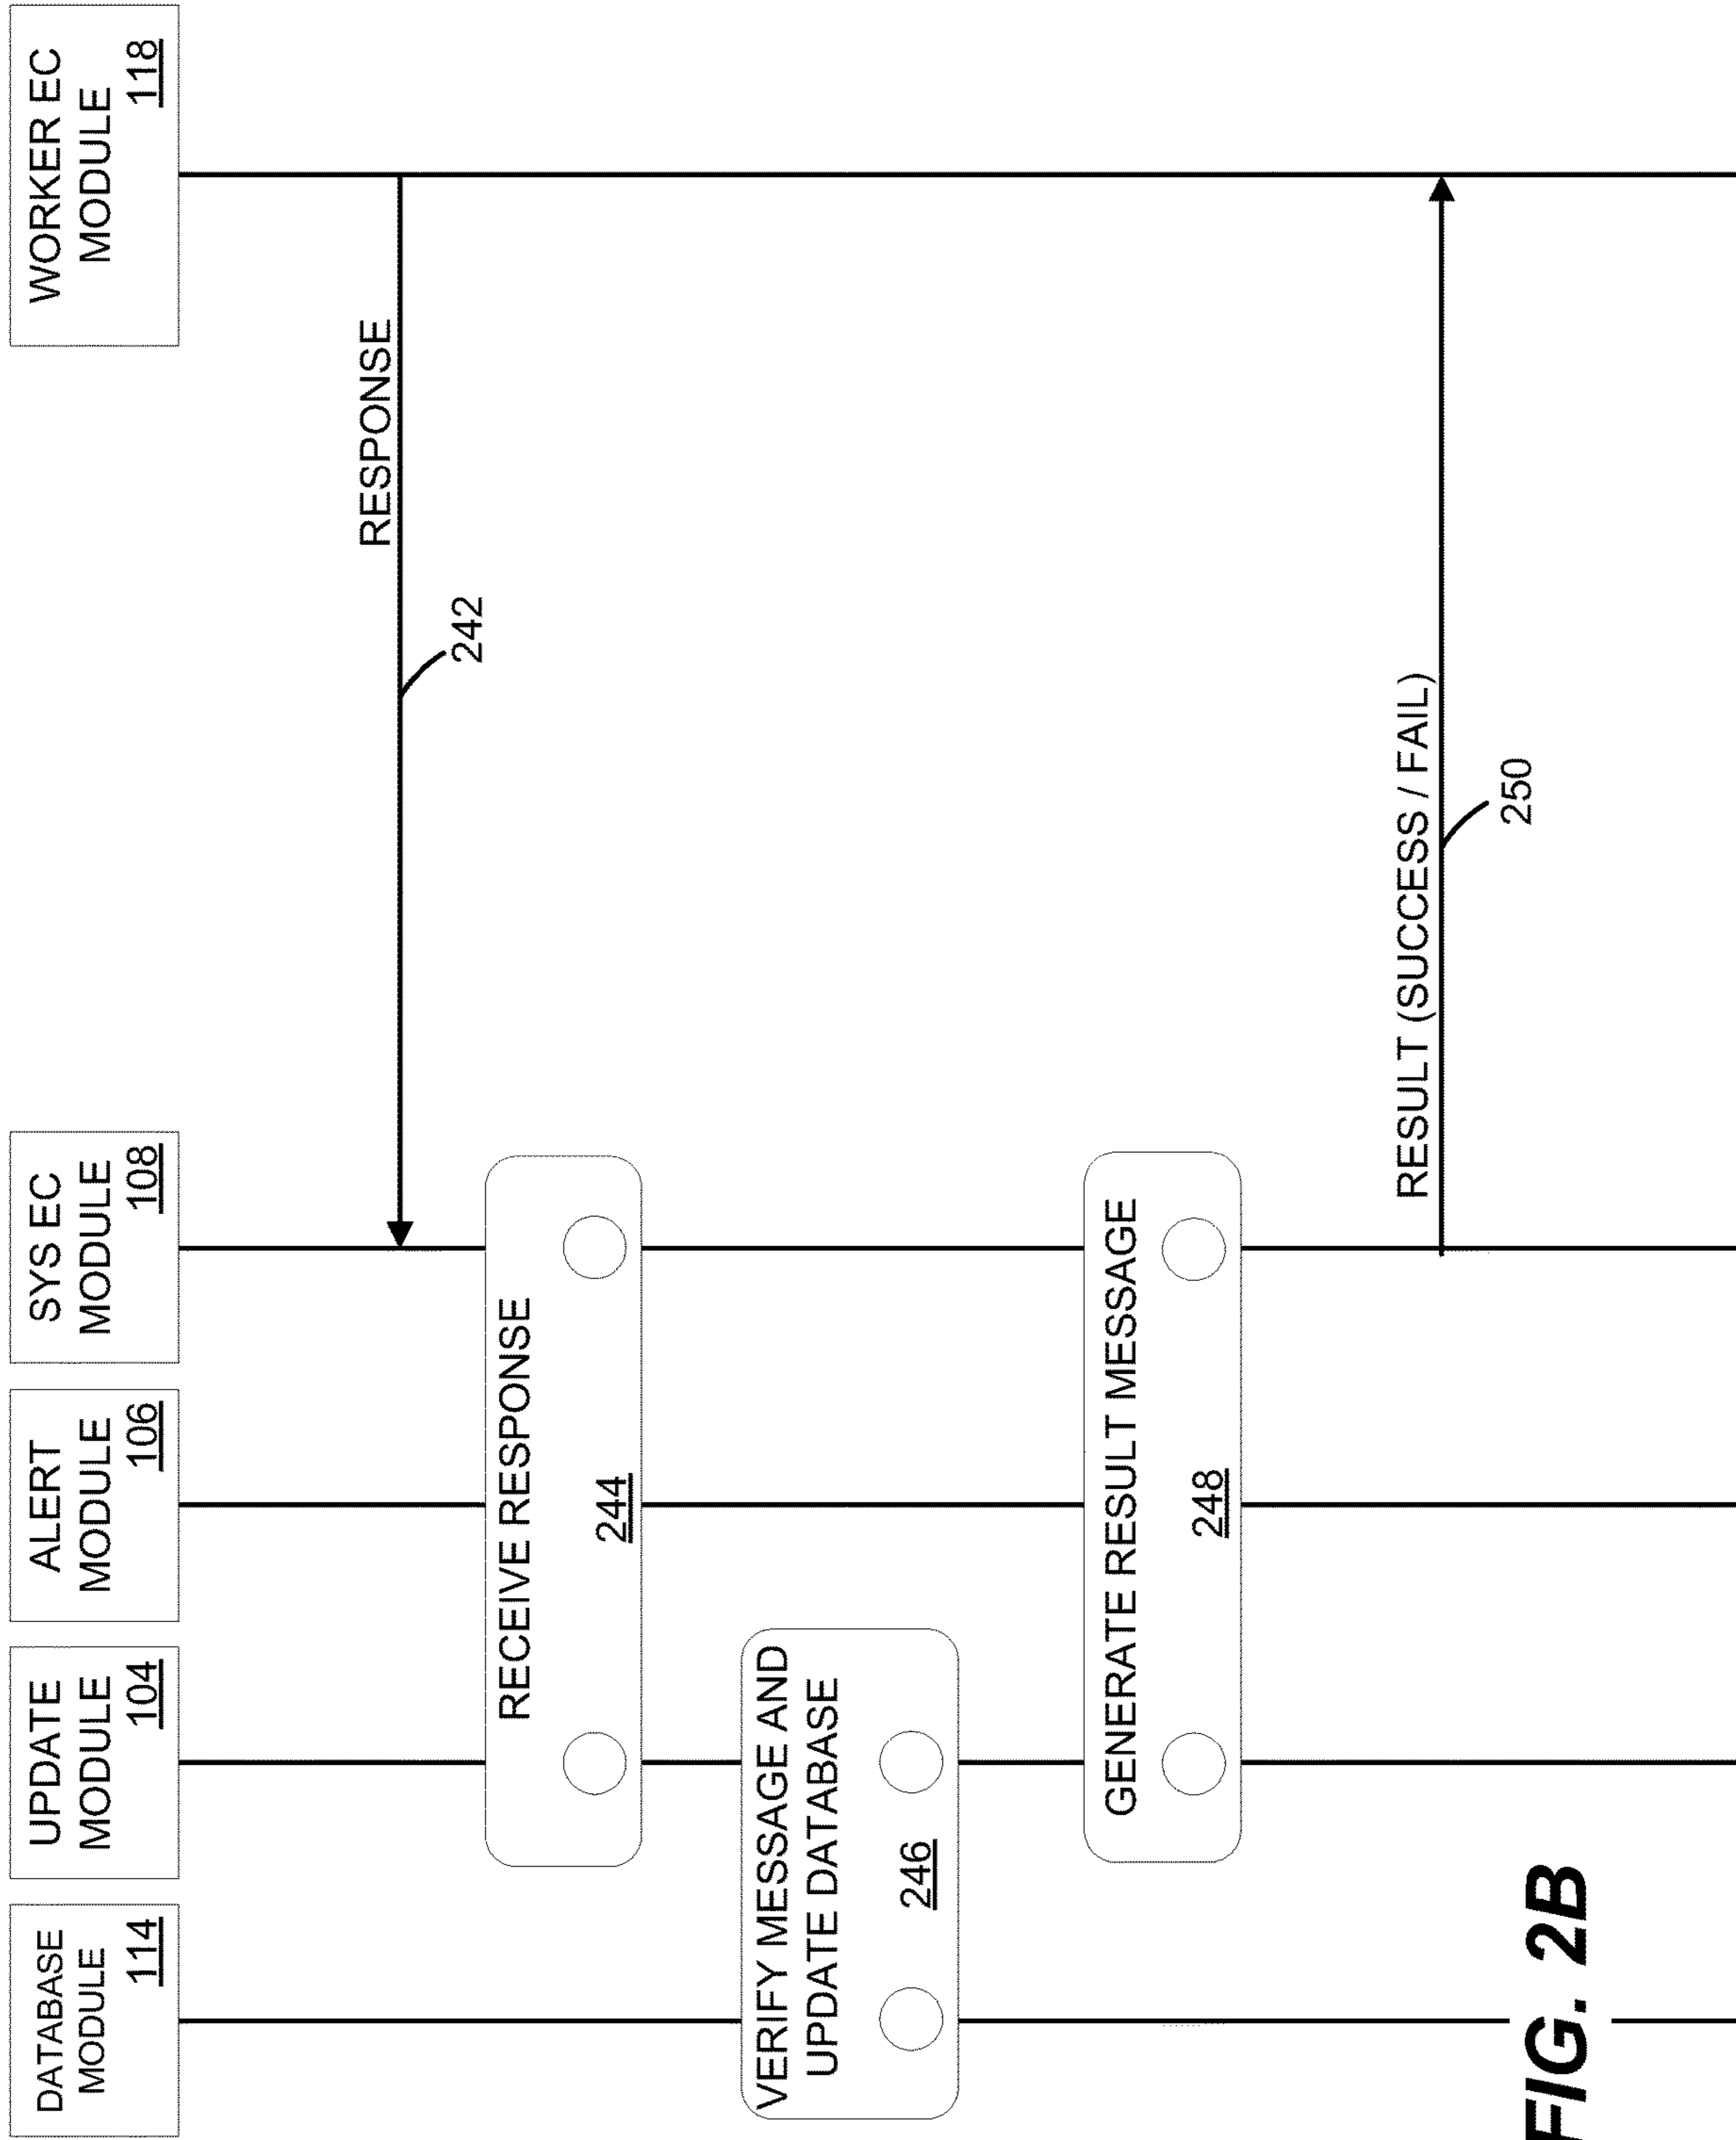 DATABASE
MODULE
114
UPDATE
MODULE
104
ALERT
MODULE
106
SYS EC
MODULE
108
WORKER EC
MODULE
118
RESPONSE
242
RECEIVE RESPONSE
244
VERIFY MESSAGE AND
UPDATE DATABASE
246
GENERATE RESULT MESSAGE
248
RESULT (SUCCESS / FAIL)
250
FIG. 2B